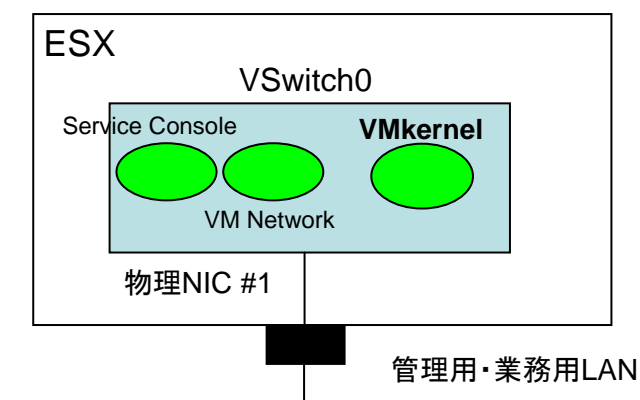 ESX
VSwitch0
Service Console
VMkernel
VM Network
物理NIC #1
管理用・業務用LAN